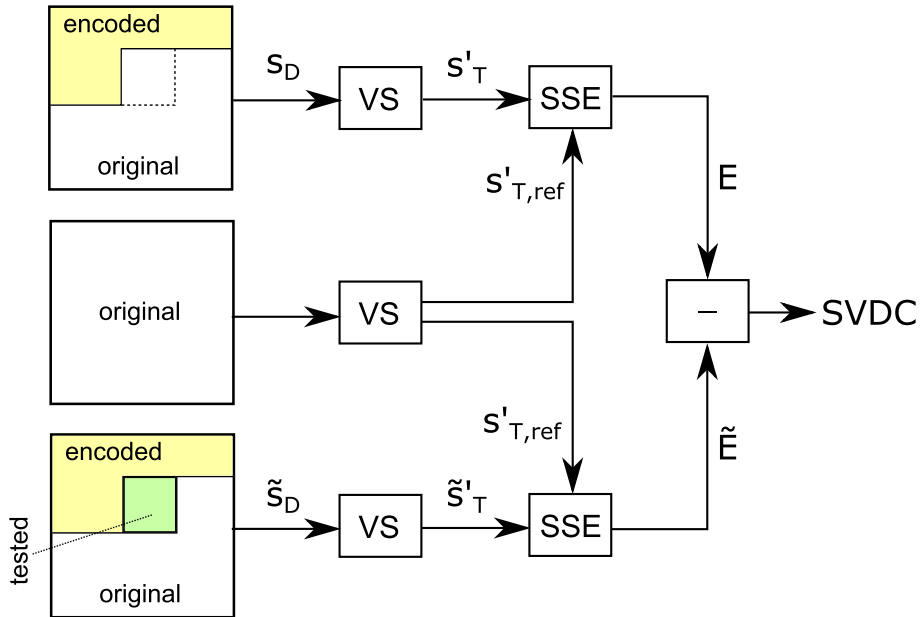 encoded
original
s_D
VS
s'_T
SSE
E
s'_T,ref
original
VS
–
SVDC
s'_T,ref
encoded
tested
original
s̃_D
VS
s̃'_T
SSE
Ẽ